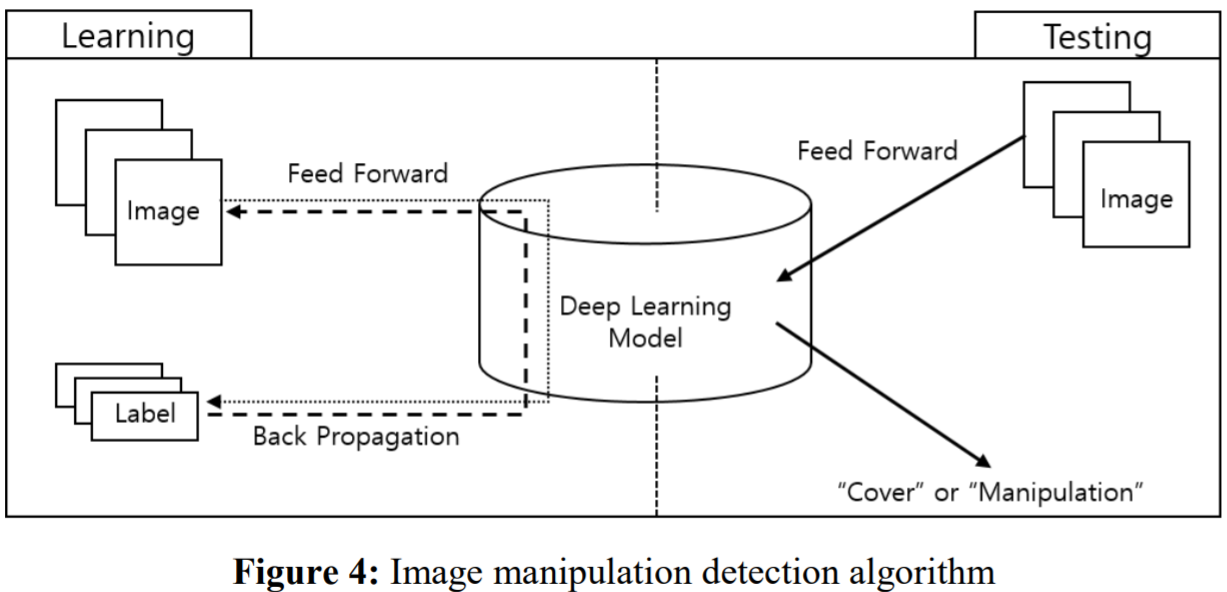 Learning
Testing
Image
Feed Forward
Label
Back Propagation
Deep Learning
Model
Feed Forward
Image
“Cover” or “Manipulation”
Figure 4: Image manipulation detection algorithm